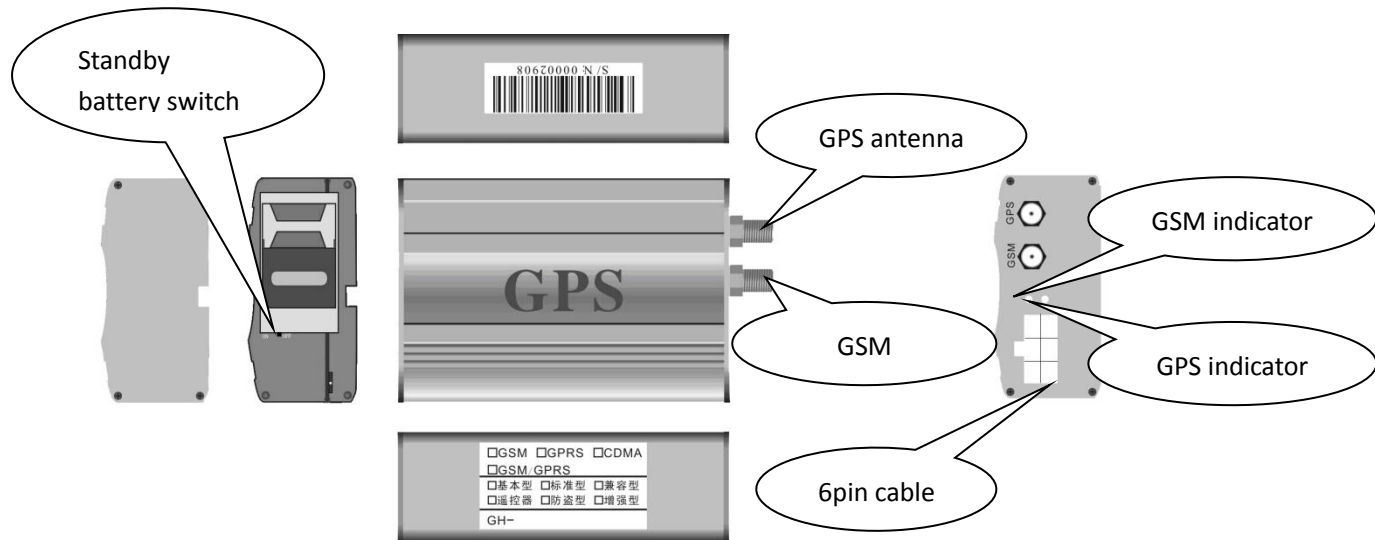 Standby
battery switch
S/N: 00002908
GPS antenna
GPS
GSM
GSM indicator
GPS
GSM
GPS indicator
ON OFF
6pin cable
□GSM □GPRS □CDMA
□GSM/GPRS
□基本型 □标准型 □兼容型
□遥控器 □防盗型 □增强型
GH-